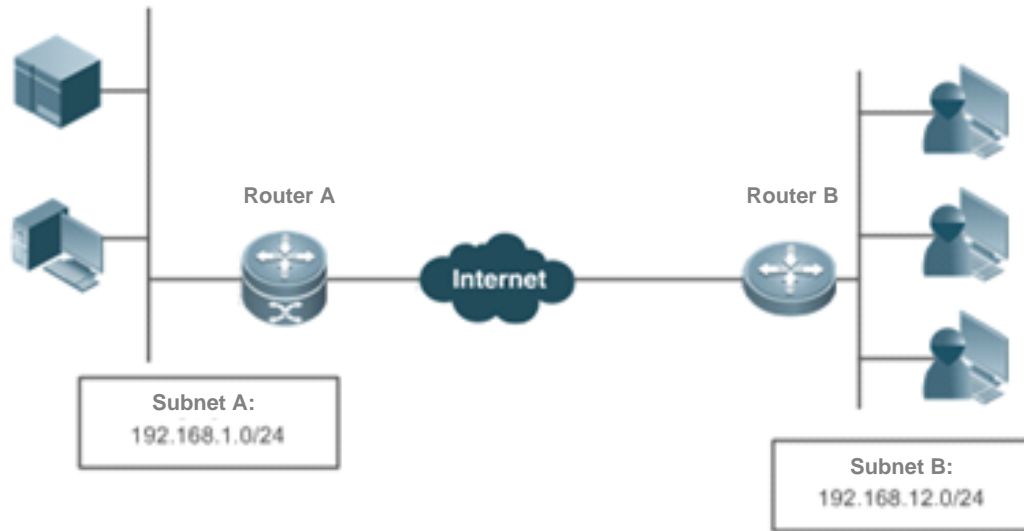 Router A
Router B
Internet
Subnet A:
192.168.1.0/24
Subnet B:
192.168.12.0/24